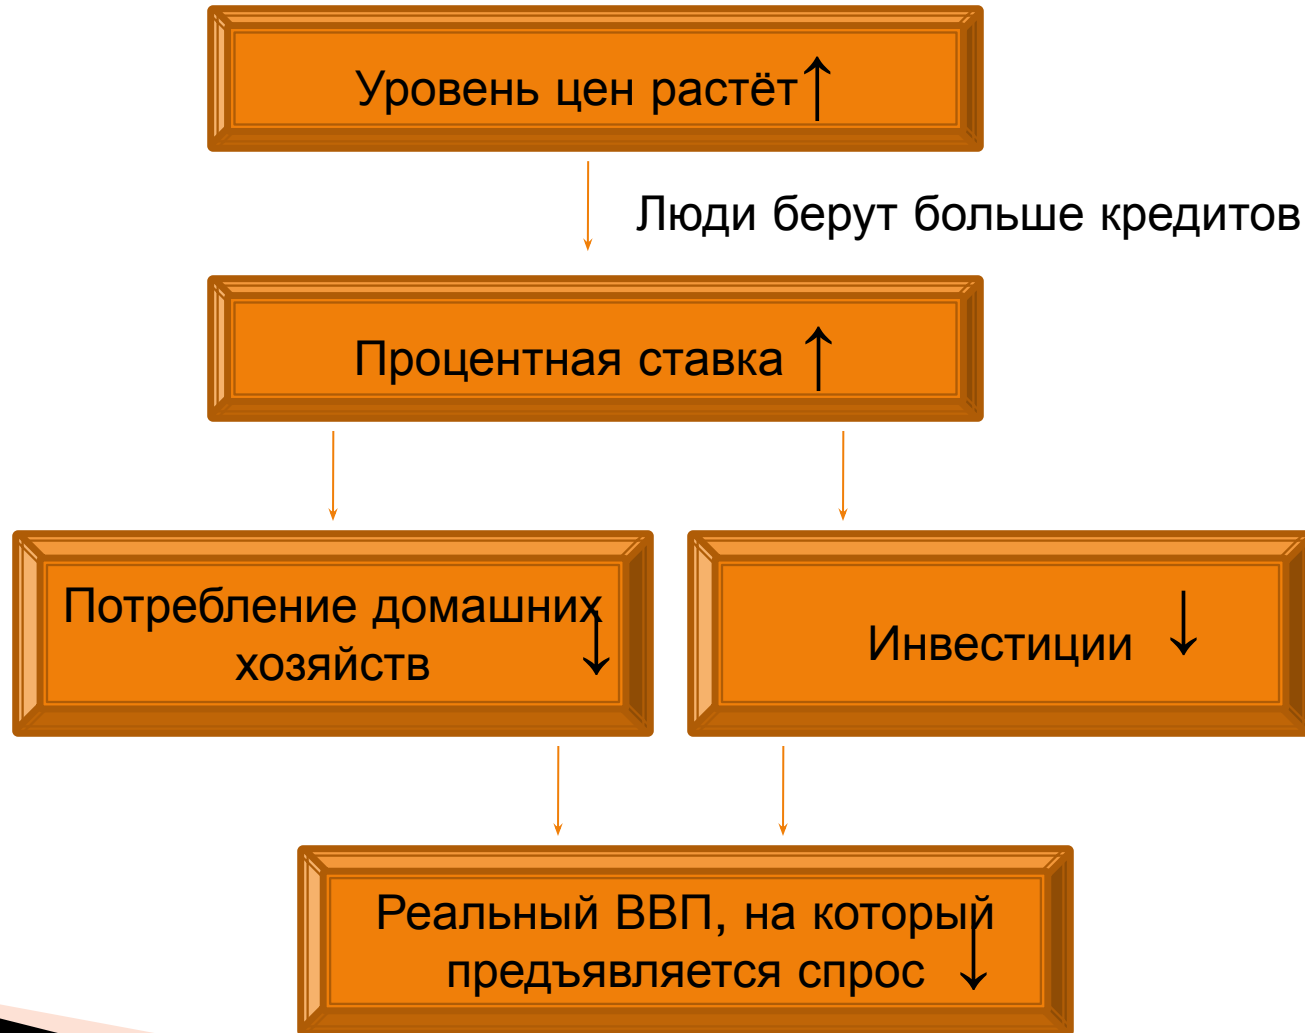 Уровень цен растёт↑
Люди берут больше кредитов
Процентная ставка ↑
Потребление домашних
хозяйств ↓
Инвестиции ↓
Реальный ВВП, на который
предъявляется спрос ↓